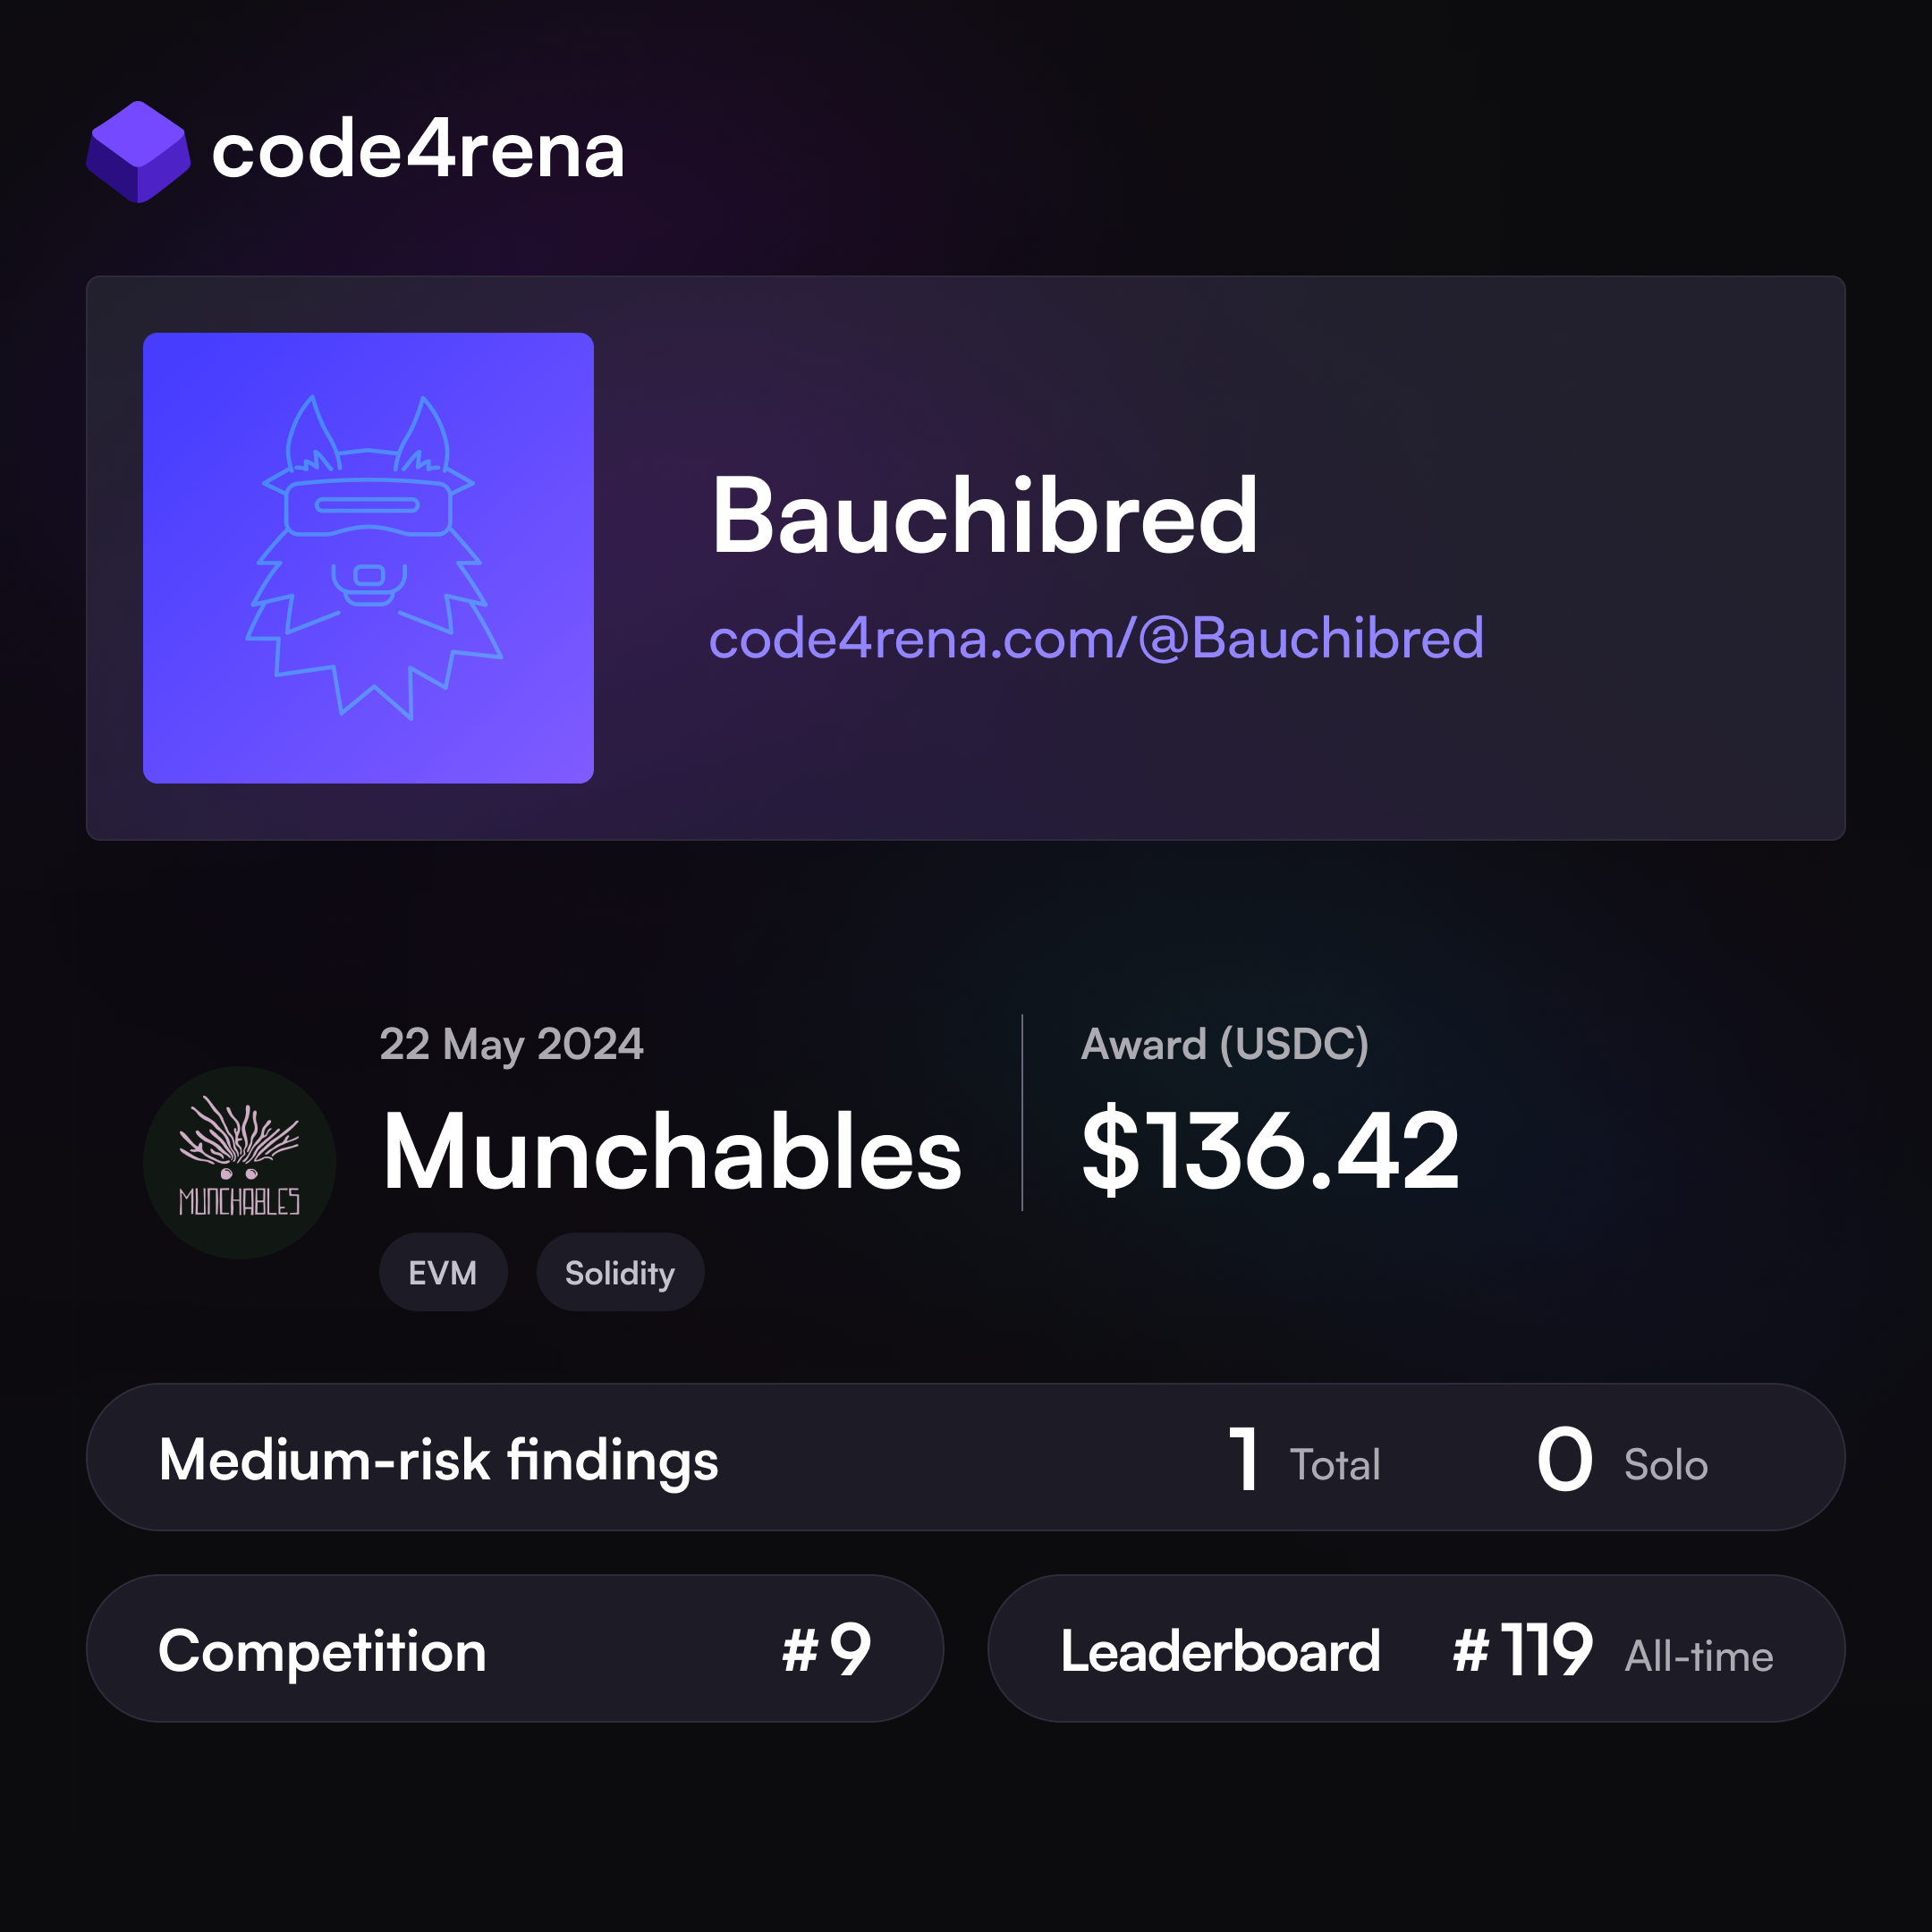 code4rena
Bauchibred
code4rena.com/@Bauchibred
22 May 2024
Munchables
MUNCHABLES
EVM
Solidity
Award (USDC)
$136.42
Medium-risk findings
1 Total
0 Solo
Competition
#9
Leaderboard
#119 All-time